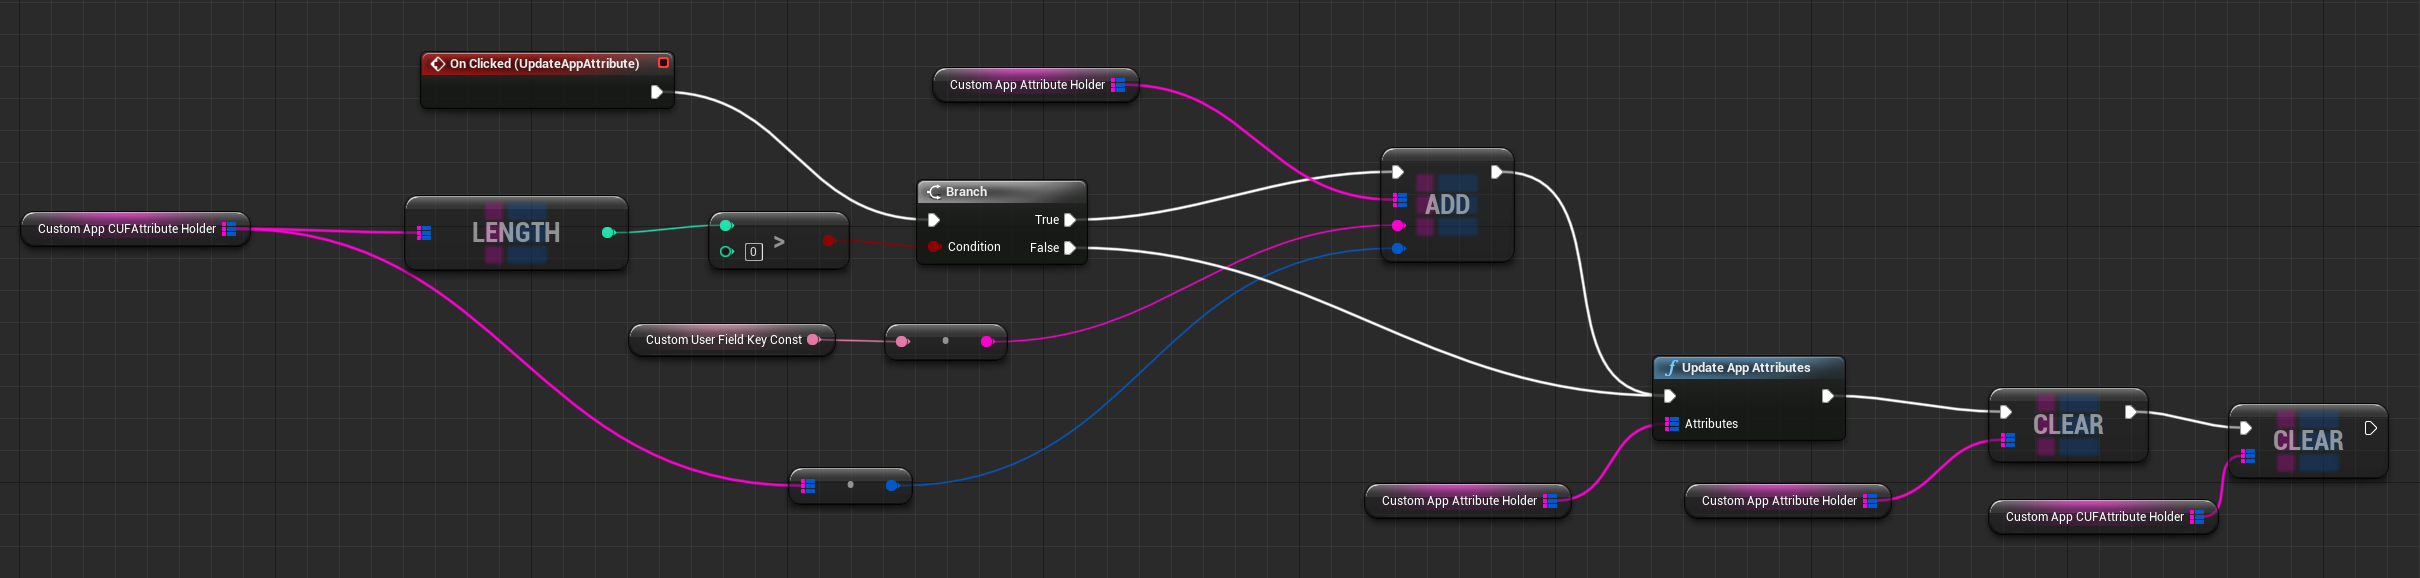 On Clicked (UpdateAppAttribute)
Custom App Attribute Holder
Branch
True
Condition
False
ADD
Custom App CUFAttribute Holder
LENGTH
>
0
Custom User Field Key Const
f Update App Attributes
Attributes
CLEAR
CLEAR
Custom App Attribute Holder
Custom App Attribute Holder
Custom App CUFAttribute Holder